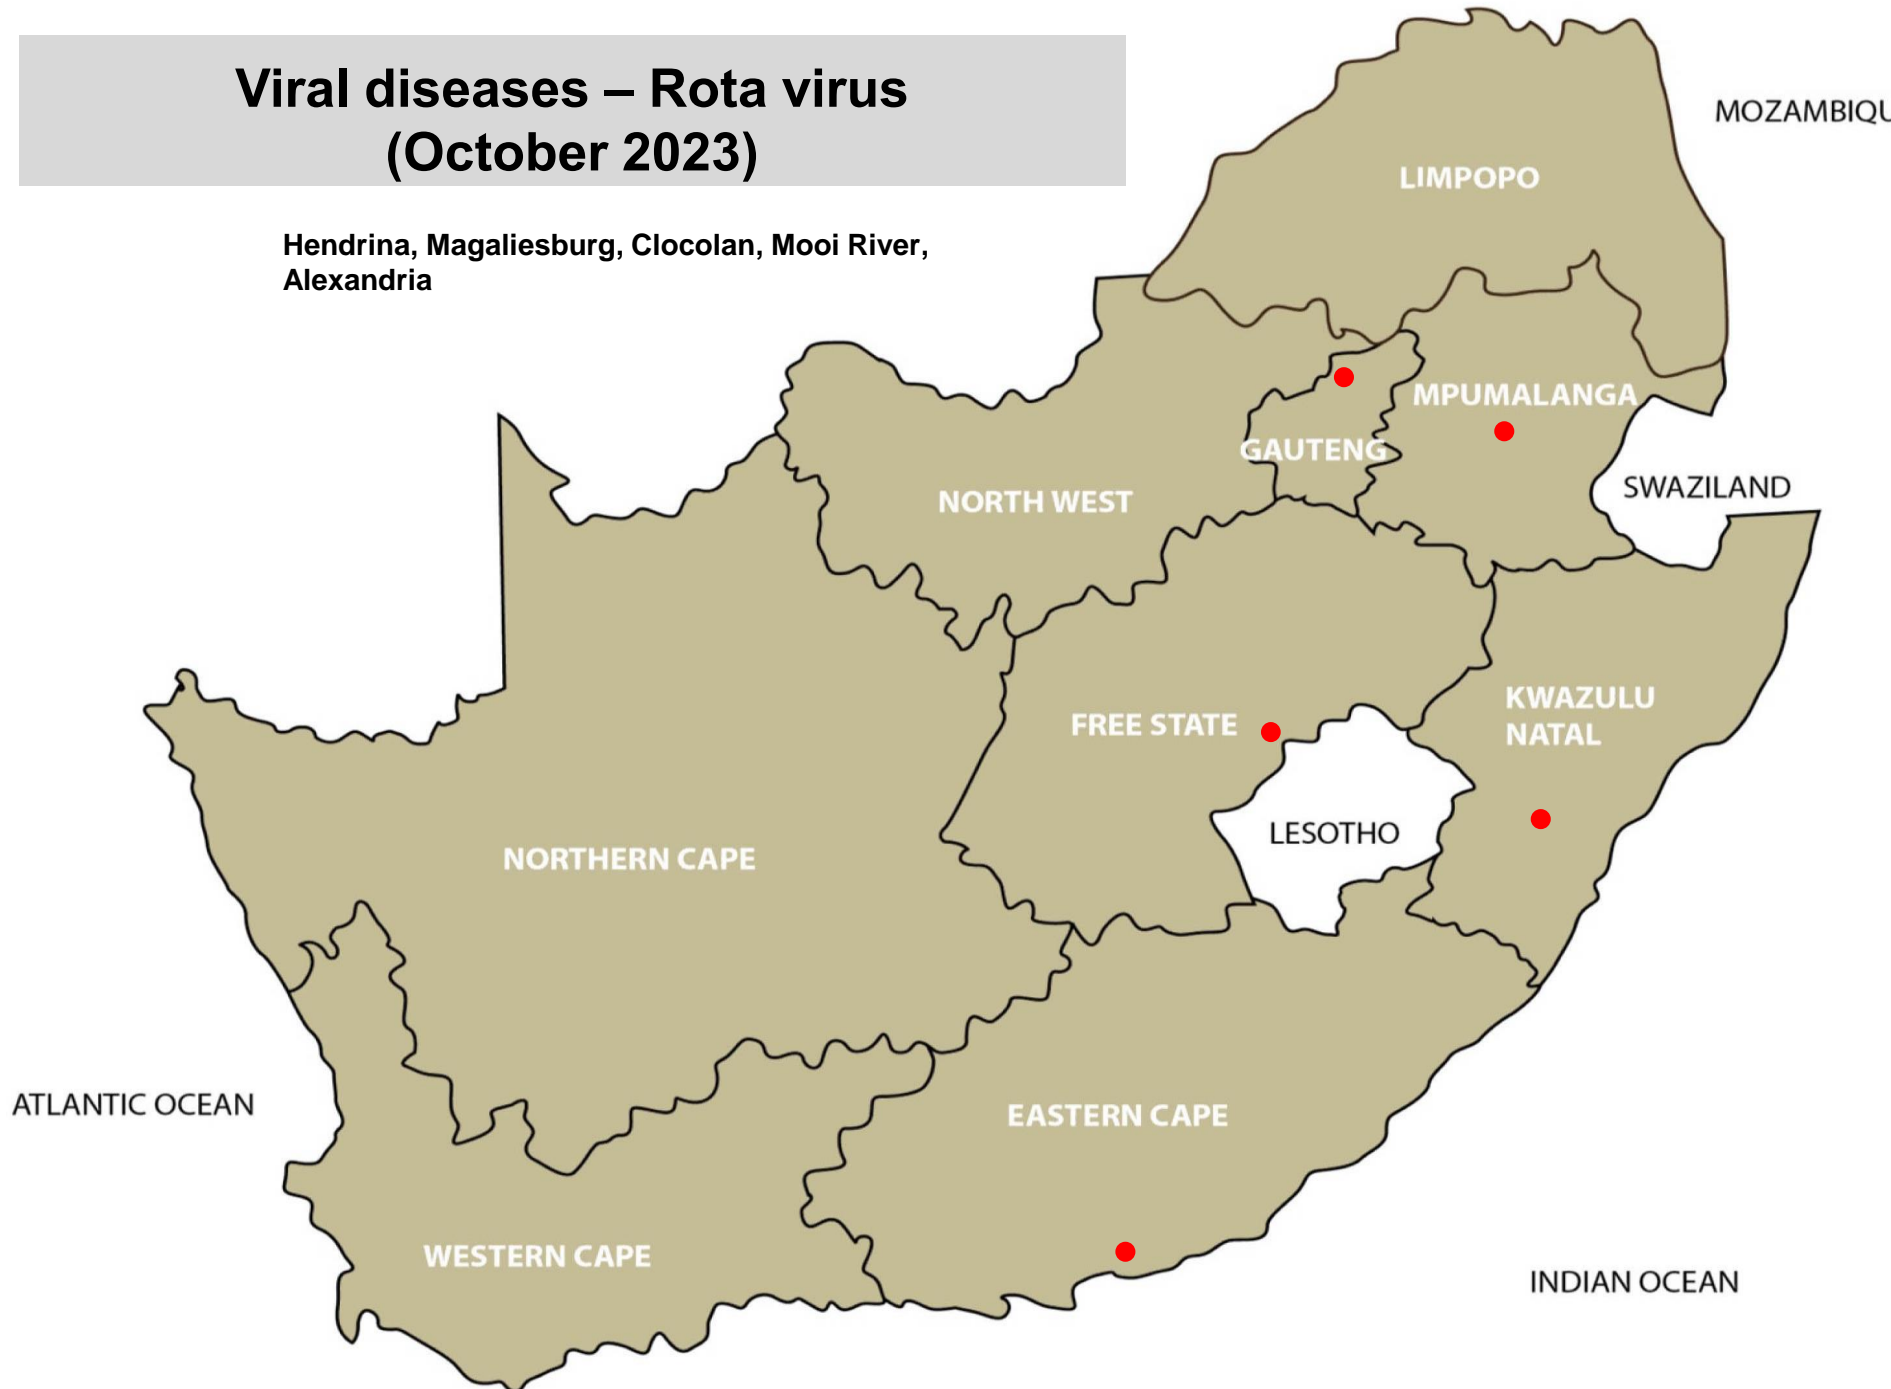 Viral diseases – Rota virus
(October 2023)
Hendrina, Magaliesburg, Clocolan, Mooi River,
Alexandria
MOZAMBIQU
LIMPOPO
MPUMALANGA
GAUTENG
SWAZILAND
NORTH WEST
KWAZULU
NATAL
FREE STATE
LESOTHO
NORTHERN CAPE
ATLANTIC OCEAN
EASTERN CAPE
WESTERN CAPE
INDIAN OCEAN